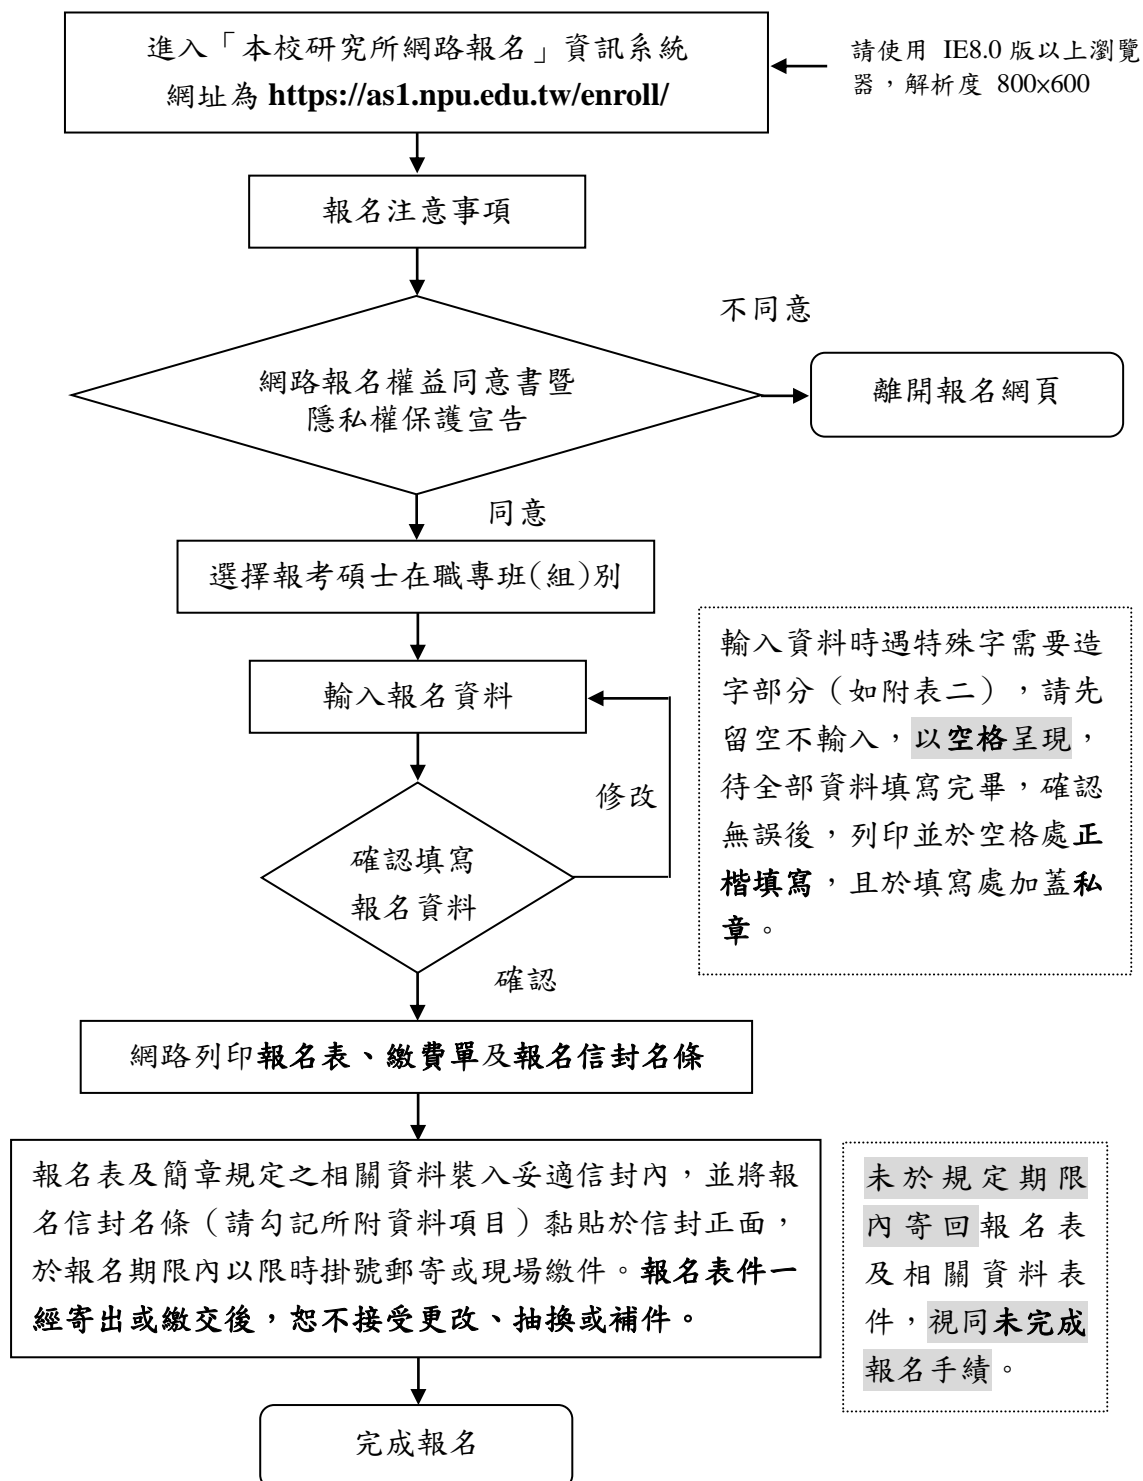 進入「本校研究所網路報名」資訊系統
網址為 https://as1.npu.edu.tw/enroll/
請使用 IE8.0 版以上瀏覽
器，解析度 800×600
報名注意事項
不同意
網路報名權益同意書暨
隱私權保護宣告
離開報名網頁
同意
選擇報考碩士在職專班(組)別
輸入報名資料
修改
輸入資料時遇特殊字需要造
字部分（如附表二），請先
留空不輸入，以空格呈現，
待全部資料填寫完畢，確認
無誤後，列印並於空格處正
楷填寫，且於填寫處加蓋私
章。
確認填寫
報名資料
確認
網路列印報名表、繳費單及報名信封名條
報名表及簡章規定之相關資料裝入妥適信封內，並將報
名信封名條（請勾記所附資料項目）黏貼於信封正面，
於報名期限內以限時掛號郵寄或現場繳件。報名表件一
經寄出或繳交後，恕不接受更改、抽換或補件。
未於規定期限
內寄回報名表
及相關資料表
件，視同未完成
報名手續。
完成報名